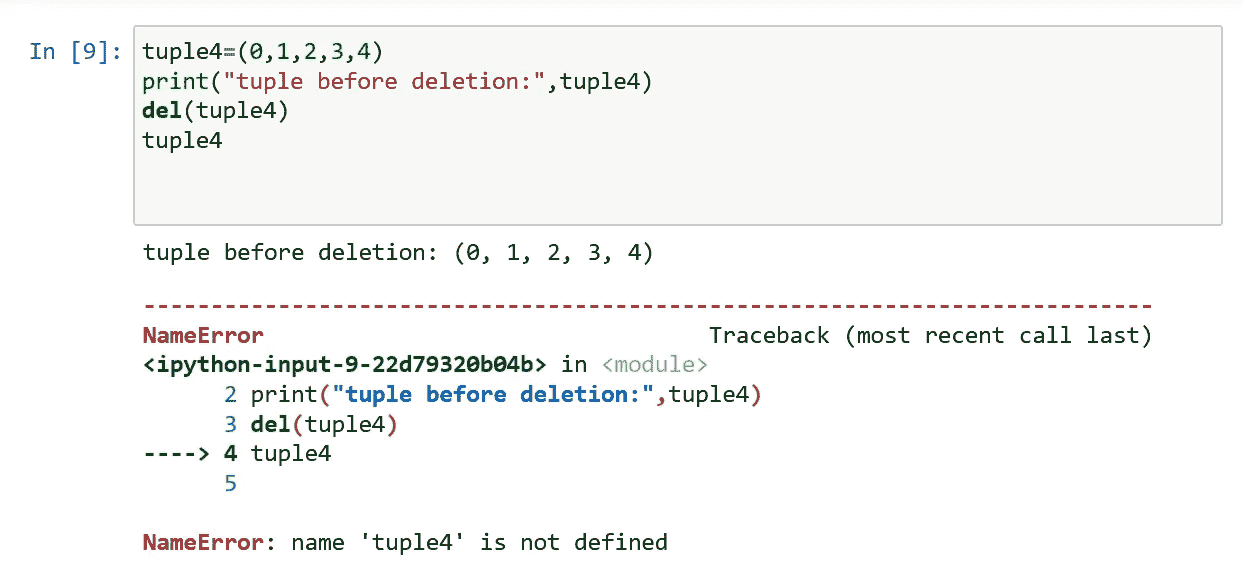 In [9]: tuple4=(0,1,2,3,4)
print("tuple before deletion:",tuple4)
del(tuple4)
tuple4
tuple before deletion: (0, 1, 2, 3, 4)
---------------------------------------------------------------------------
NameError                                 Traceback (most recent call last)
<ipython-input-9-22d79320b04b> in <module>
      2 print("tuple before deletion:",tuple4)
      3 del(tuple4)
----> 4 tuple4
      5
NameError: name 'tuple4' is not defined